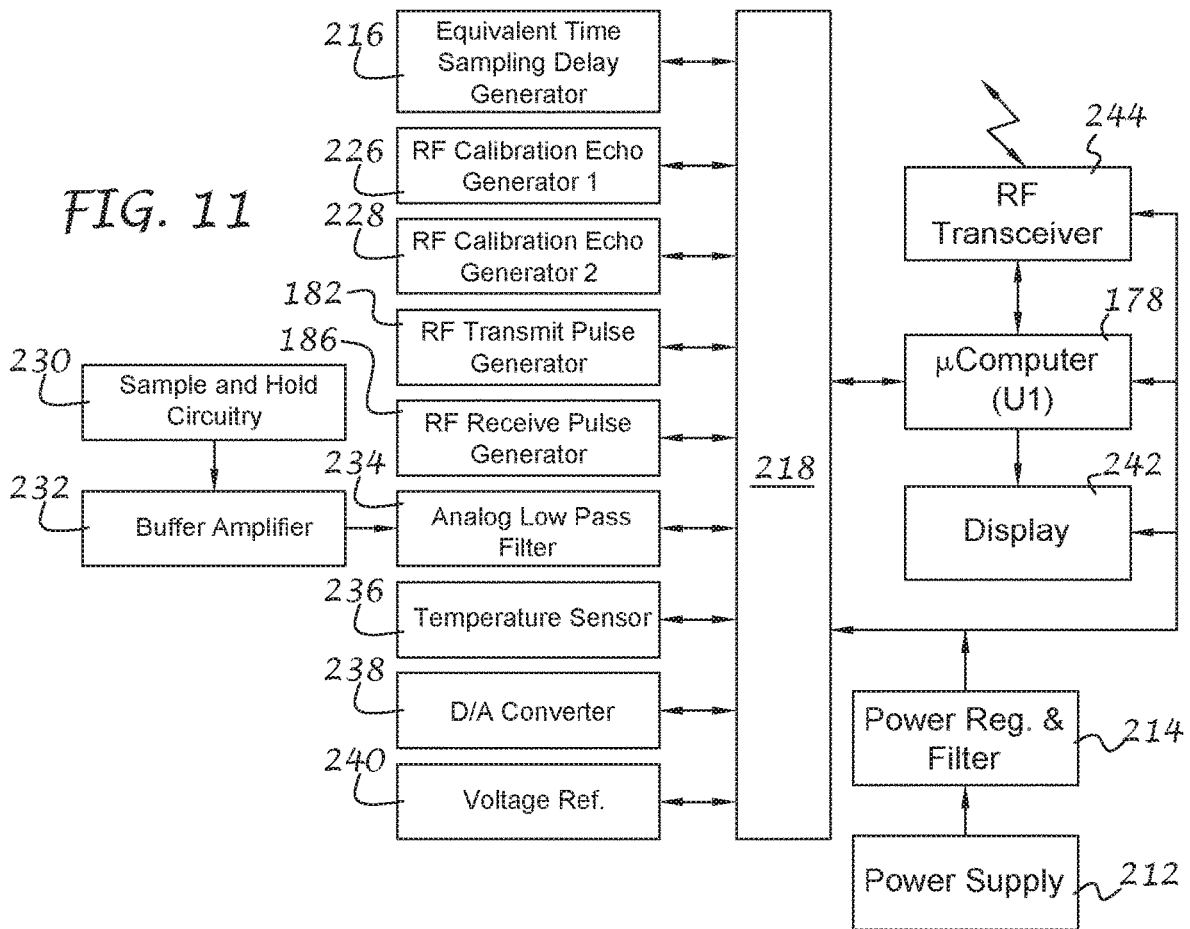 FIG. 11
216
Equivalent Time
Sampling Delay
Generator
226
RF Calibration Echo
Generator 1
228
RF Calibration Echo
Generator 2
182
RF Transmit Pulse
Generator
186
RF Receive Pulse
Generator
230
Sample and Hold
Circuitry
232
Buffer Amplifier
234
Analog Low Pass
Filter
236
Temperature Sensor
238
D/A Converter
240
Voltage Ref.
218
244
RF
Transceiver
178
μComputer
(U1)
242
Display
Power Reg. &
Filter
214
Power Supply
212